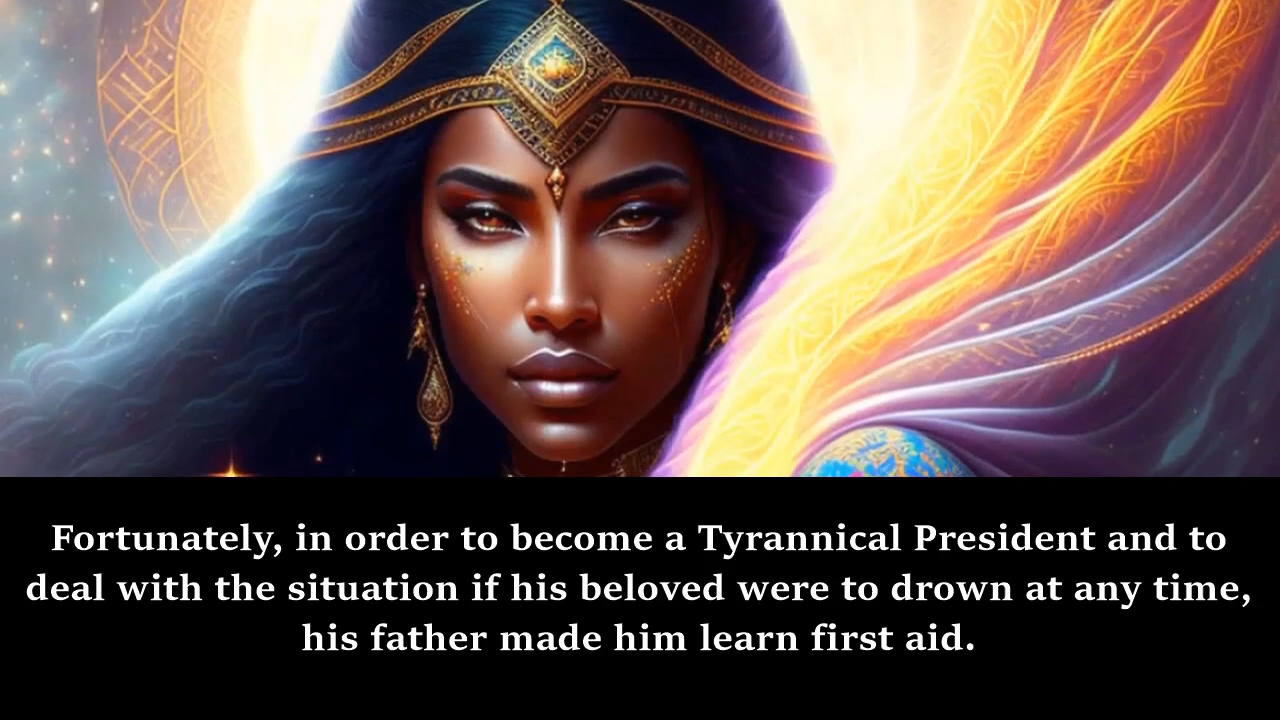 Fortunately, in order to become a Tyrannical President and to
deal with the situation if his beloved were to drown at any time,
his father made him learn first aid.